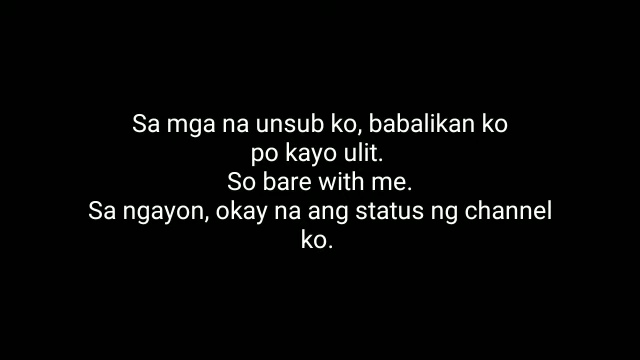 Sa mga na unsub ko, babalikan ko
po kayo ulit.
So bare with me.
Sa ngayon, okay na ang status ng channel
ko.